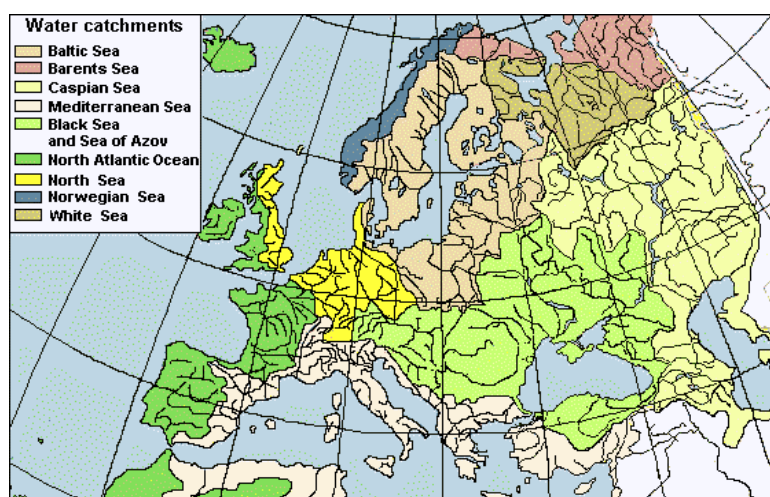 Water catchments
Baltic Sea
Barents Sea
Caspian Sea
Mediterranean Sea
Black Sea
and Sea of Azov
North Atlantic Ocean
North Sea
Norwegian Sea
White Sea